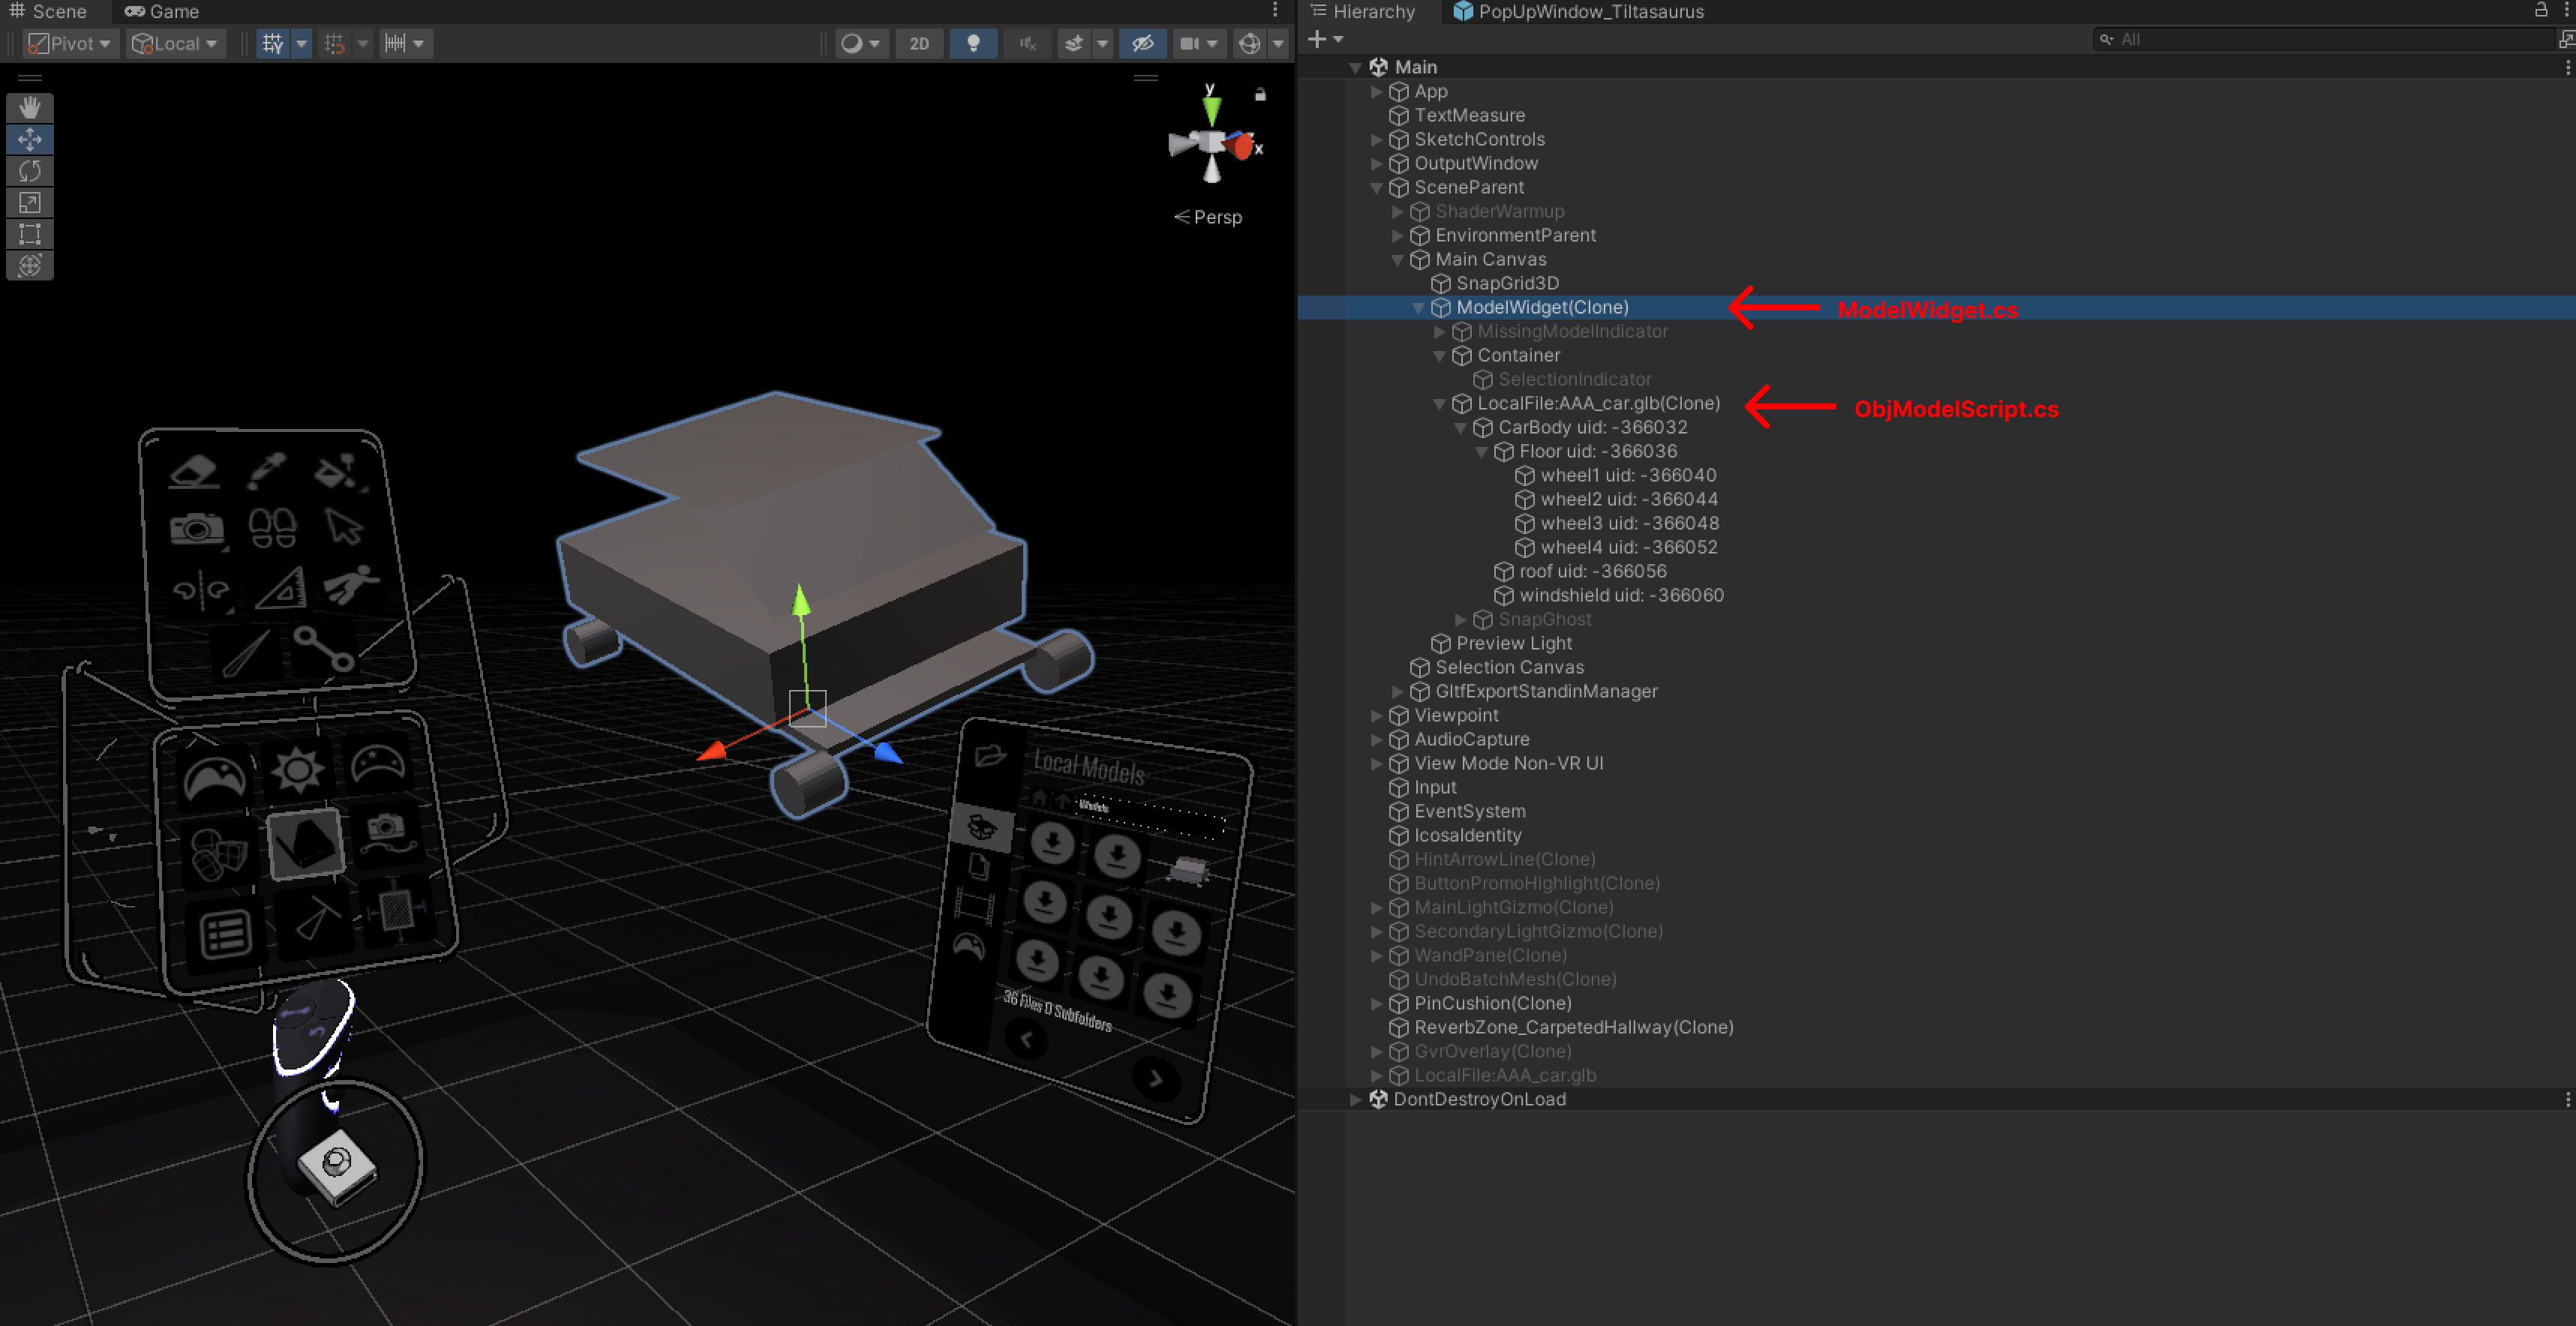 Scene
Game
Pivot
Local
2D
y
x
Persp
Local Models
Models
36 Files 0 Subfolders
Hierarchy
PopUpWindow_Tiltasaurus
All
Main
App
TextMeasure
SketchControls
OutputWindow
SceneParent
ShaderWarmup
EnvironmentParent
Main Canvas
SnapGrid3D
ModelWidget(Clone)
ModelWidget.cs
MissingModelIndicator
Container
SelectionIndicator
LocalFile:AAA_car.glb(Clone)
ObjModelScript.cs
CarBody uid: -366032
Floor uid: -366036
wheel1 uid: -366040
wheel2 uid: -366044
wheel3 uid: -366048
wheel4 uid: -366052
roof uid: -366056
windshield uid: -366060
SnapGhost
Preview Light
Selection Canvas
GltfExportStandinManager
Viewpoint
AudioCapture
View Mode Non-VR UI
Input
EventSystem
IcosaIdentity
HintArrowLine(Clone)
ButtonPromoHighlight(Clone)
MainLightGizmo(Clone)
SecondaryLightGizmo(Clone)
WandPane(Clone)
UndoBatchMesh(Clone)
PinCushion(Clone)
ReverbZone_CarpetedHallway(Clone)
GvrOverlay(Clone)
LocalFile:AAA_car.glb
DontDestroyOnLoad